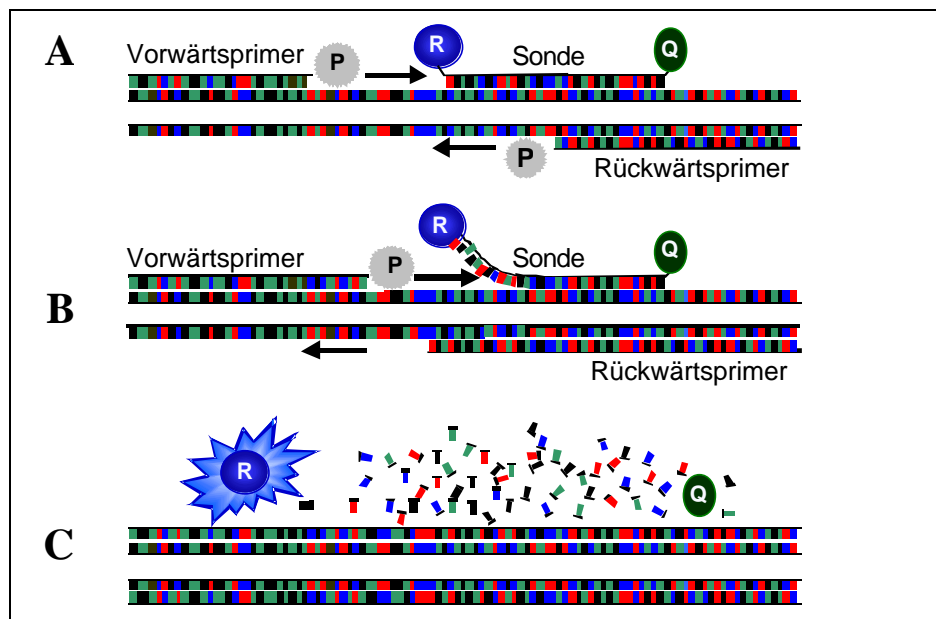 A
Vorwärtsprimer P R Sonde Q
P
Rückwärtsprimer
B
Vorwärtsprimer P R Sonde Q
Rückwärtsprimer
C
R Q